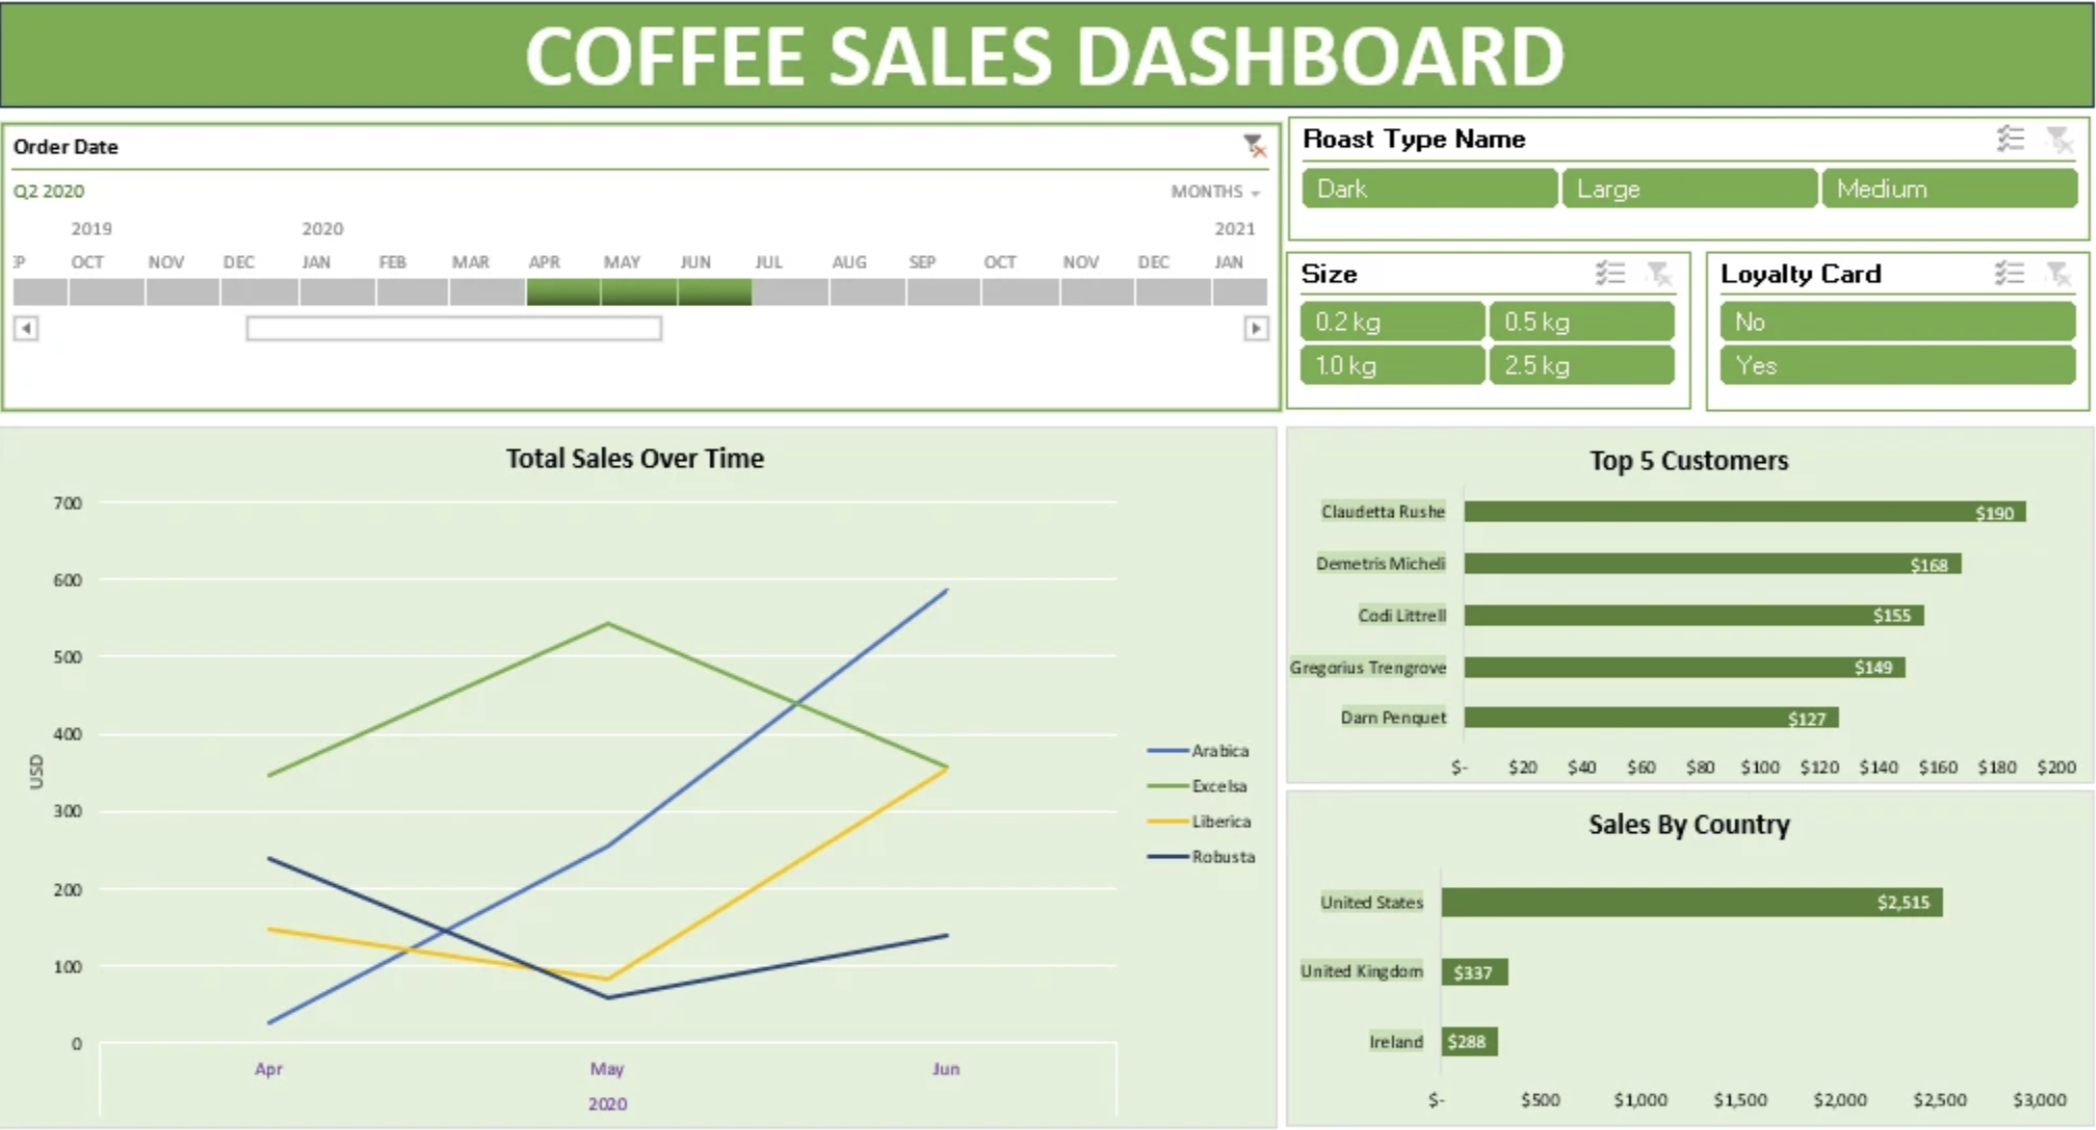 COFFEE SALES DASHBOARD
Order Date
Q2 2020
MONTHS
2019 2020 2021
OCT NOV DEC JAN FEB MAR APR MAY JUN JUL AUG SEP OCT NOV DEC JAN
Roast Type Name
Dark Large Medium
Size
0.2 kg 0.5 kg
1.0 kg 2.5 kg
Loyalty Card
No
Yes
Total Sales Over Time
700
600
500
400
300
200
100
0
USD
Apr May Jun
2020
Arabica
Excelsa
Liberica
Robusta
Top 5 Customers
Claudetta Rushe $190
Demetris Micheli $168
Codi Littrell $155
Gregorius Trengrove $149
Darn Penquet $127
$- $20 $40 $60 $80 $100 $120 $140 $160 $180 $200
Sales By Country
United States $2,515
United Kingdom $337
Ireland $288
$- $500 $1,000 $1,500 $2,000 $2,500 $3,000